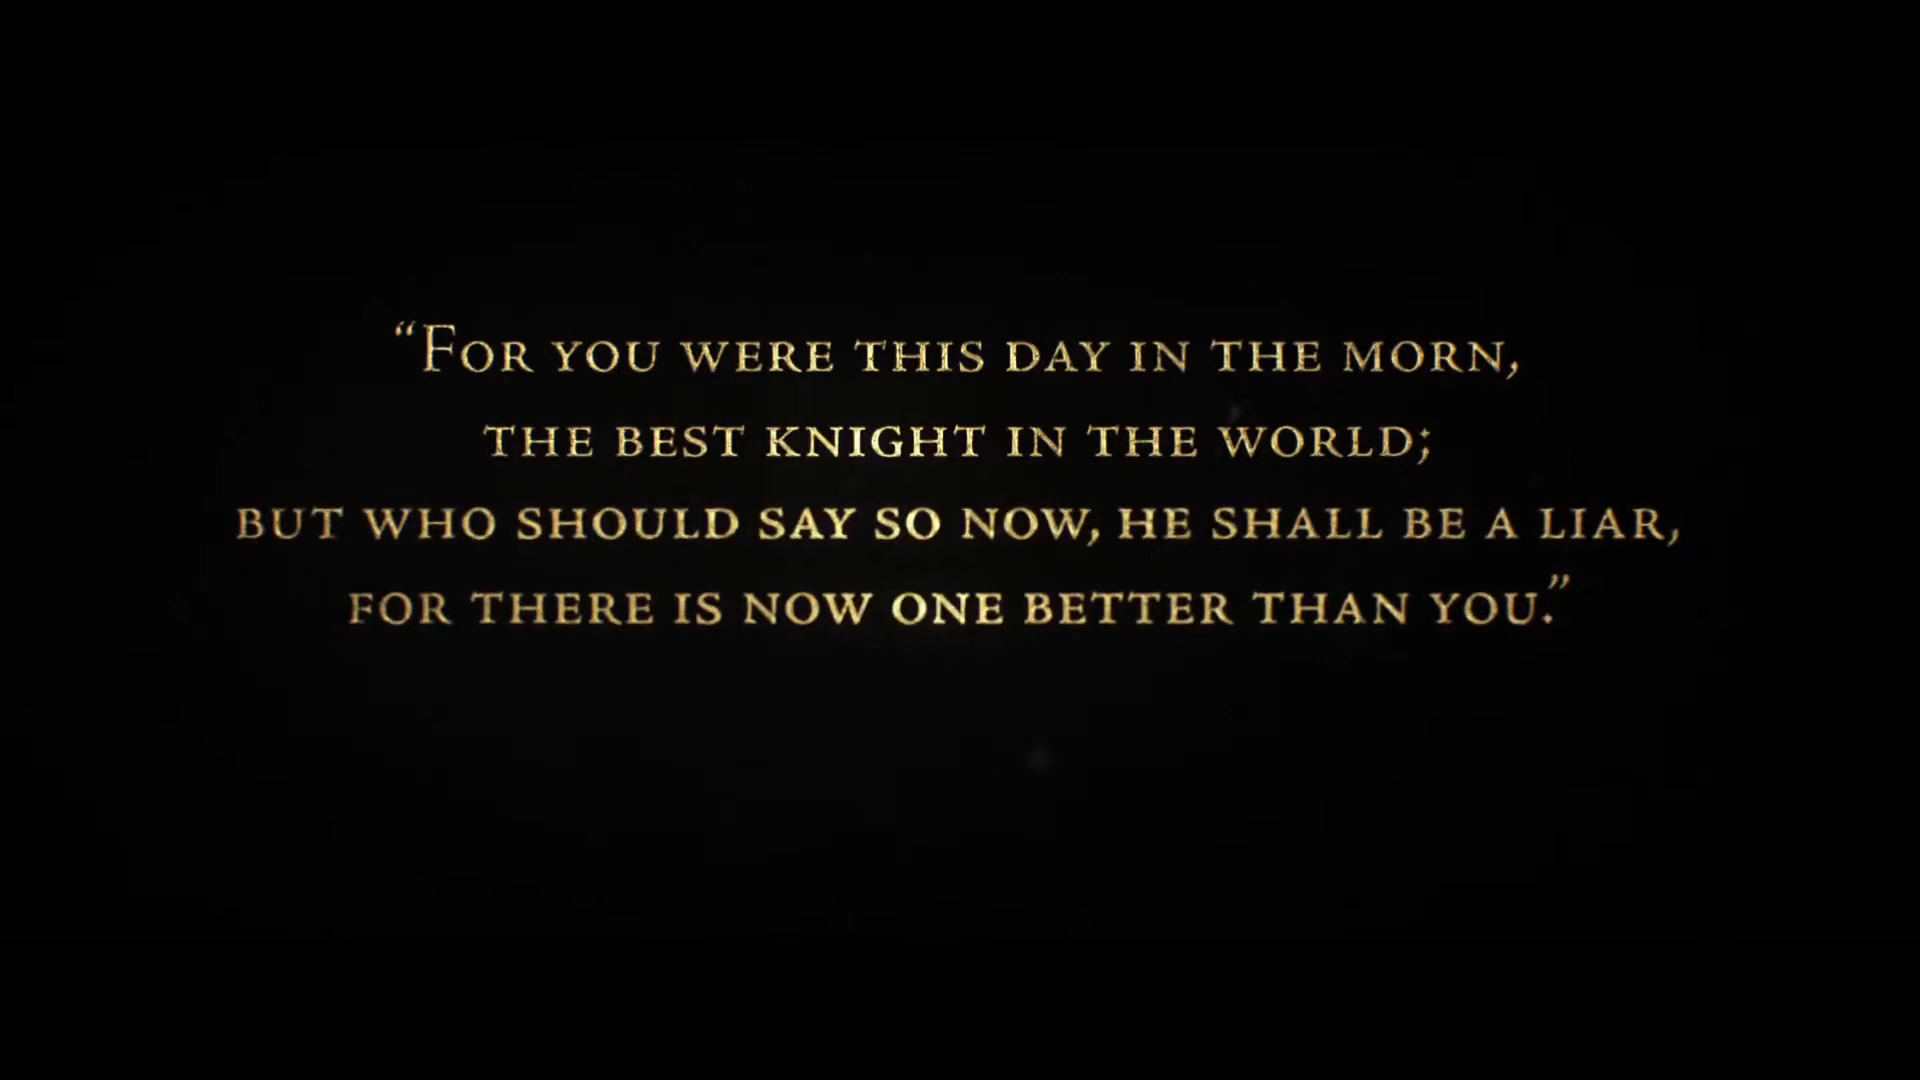 “For you were this day in the morn,
the best knight in the world;
but who should say so now, he shall be a liar,
for there is now one better than you.”